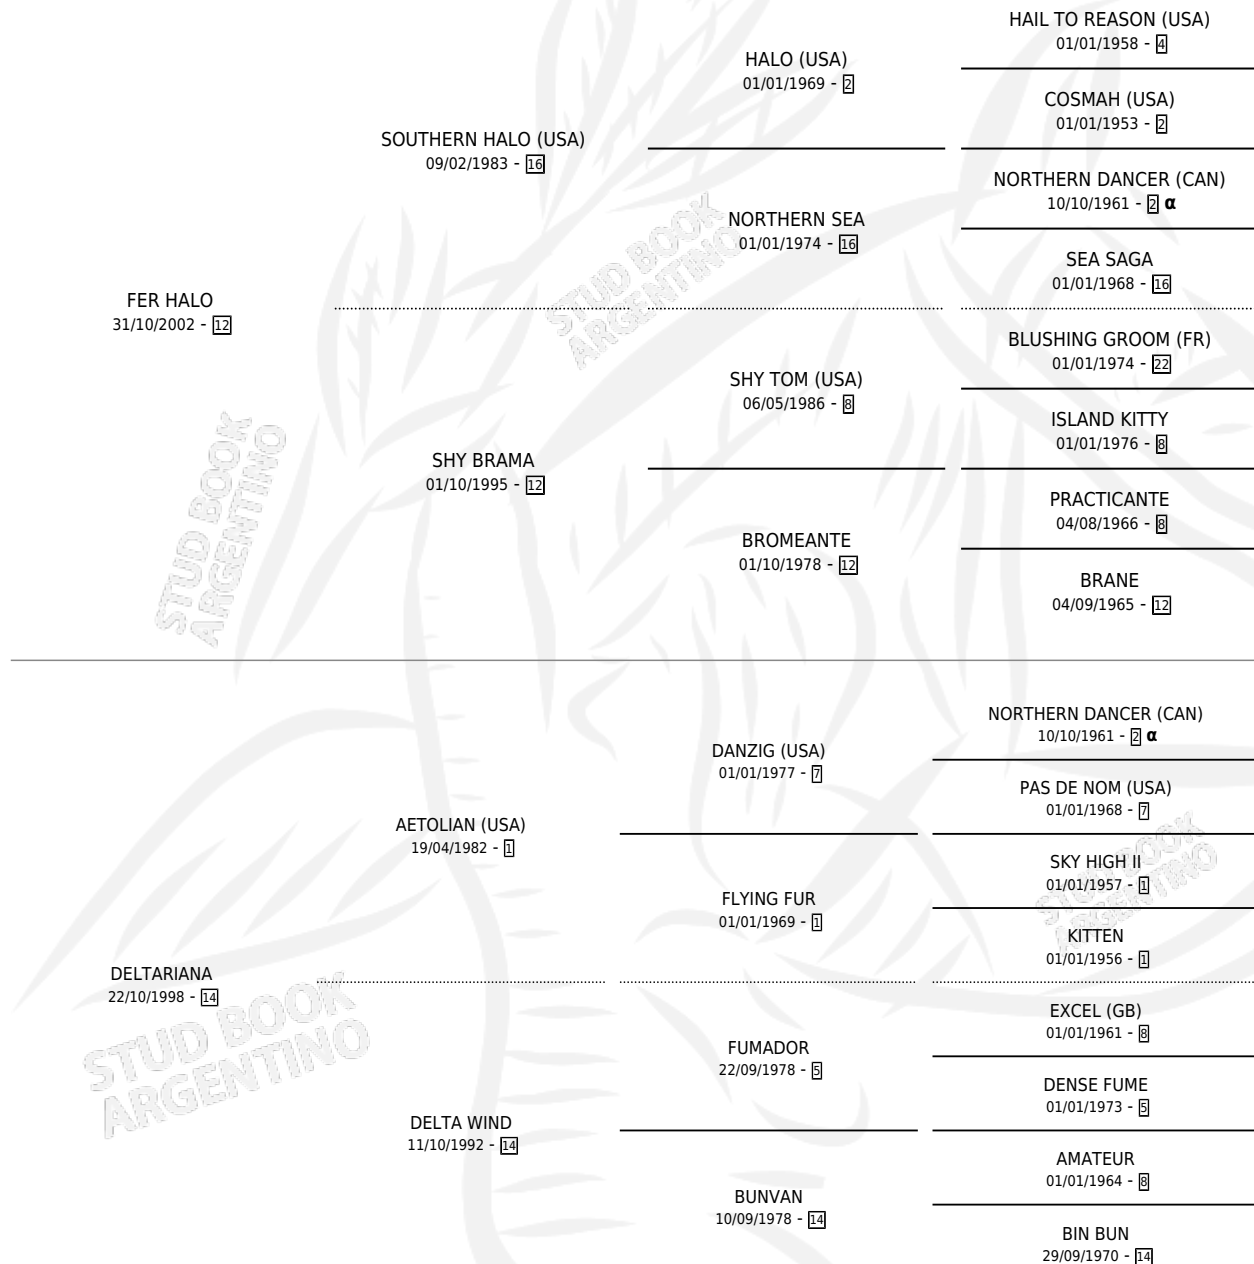 HAIL TO REASON (USA)
01/01/1958 - 4
HALO (USA)
01/01/1969 - 2
COSMAH (USA)
01/01/1953 - 2
SOUTHERN HALO (USA)
09/02/1983 - 16
NORTHERN DANCER (CAN)
10/10/1961 - 2 α
NORTHERN SEA
01/01/1974 - 16
SEA SAGA
01/01/1968 - 16
FER HALO
31/10/2002 - 12
BLUSHING GROOM (FR)
01/01/1974 - 22
SHY TOM (USA)
06/05/1986 - 8
ISLAND KITTY
01/01/1976 - 8
SHY BRAMA
01/10/1995 - 12
PRACTICANTE
04/08/1966 - 8
BROMEANTE
01/10/1978 - 12
BRANE
04/09/1965 - 12
NORTHERN DANCER (CAN)
10/10/1961 - 2 α
DANZIG (USA)
01/01/1977 - 7
PAS DE NOM (USA)
01/01/1968 - 7
AETOLIAN (USA)
19/04/1982 - 1
SKY HIGH II
01/01/1957 - 1
FLYING FUR
01/01/1969 - 1
KITTEN
01/01/1956 - 1
DELTARIANA
22/10/1998 - 14
EXCEL (GB)
01/01/1961 - 8
FUMADOR
22/09/1978 - 5
DENSE FUME
01/01/1973 - 5
DELTA WIND
11/10/1992 - 14
AMATEUR
01/01/1964 - 8
BUNVAN
10/09/1978 - 14
BIN BUN
29/09/1970 - 14
STUD BOOK
ARGENTINO
STUD BOOK
ARGENTINO
STUD BOOK
ARGENTINO
STUD BOOK
ARGENTINO